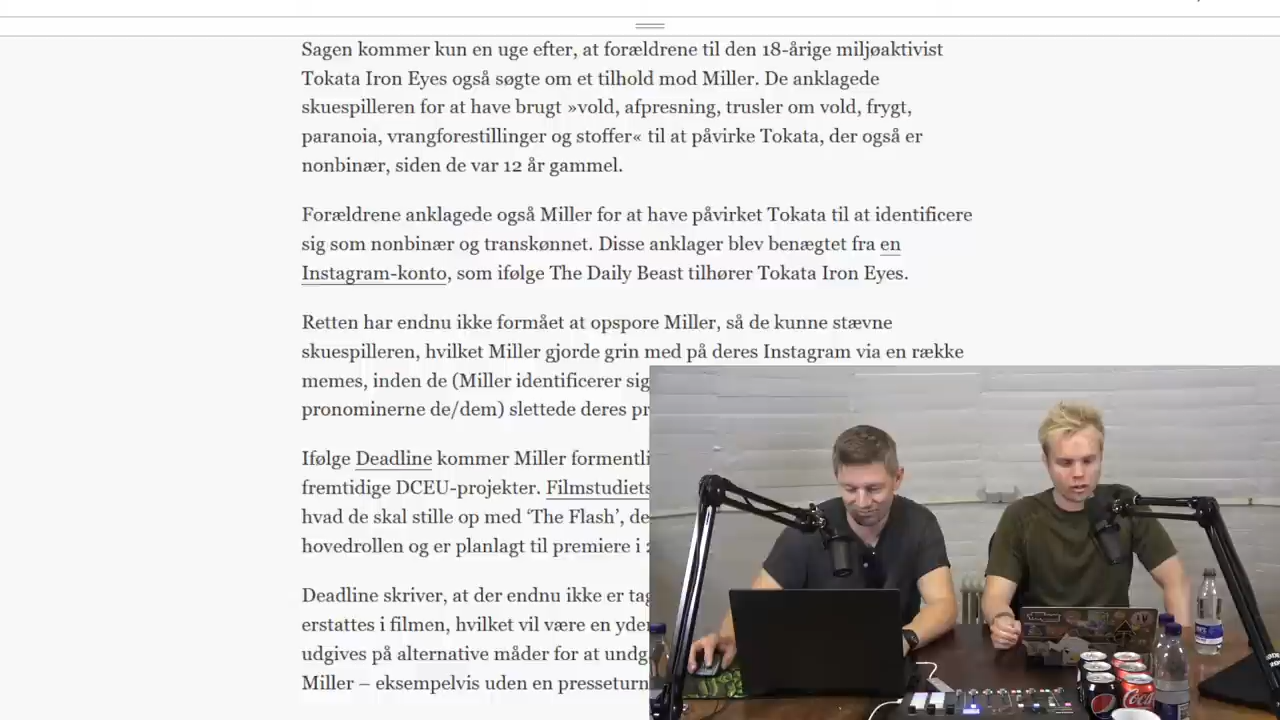 Sagen kommer kun en uge efter, at forældrene til den 18-årige miljøaktivist
Tokata Iron Eyes også søgte om et tilhold mod Miller. De anklagede
skuespilleren for at have brugt »vold, afpresning, trusler om vold, frygt,
paranoia, vrangforestillinger og stoffer« til at påvirke Tokata, der også er
nonbinær, siden de var 12 år gammel.
Forældrene anklagede også Miller for at have påvirket Tokata til at identificere
sig som nonbinær og transkønnet. Disse anklager blev benægtet fra en
Instagram-konto, som ifølge The Daily Beast tilhører Tokata Iron Eyes.
Retten har endnu ikke formået at opspore Miller, så de kunne stævne
skuespilleren, hvilket Miller gjorde grin med på deres Instagram via en række
memes, inden de (Miller identificerer sig
pronominerne de/dem) slettede deres pr
Ifølge Deadline kommer Miller formentli
fremtidige DCEU-projekter. Filmstudiets
hvad de skal stille op med ‘The Flash’, de
hovedrollen og er planlagt til premiere i 2
Deadline skriver, at der endnu ikke er tag
erstattes i filmen, hvilket vil være en yder
udgives på alternative måder for at undg
Miller – eksempelvis uden en presseturn